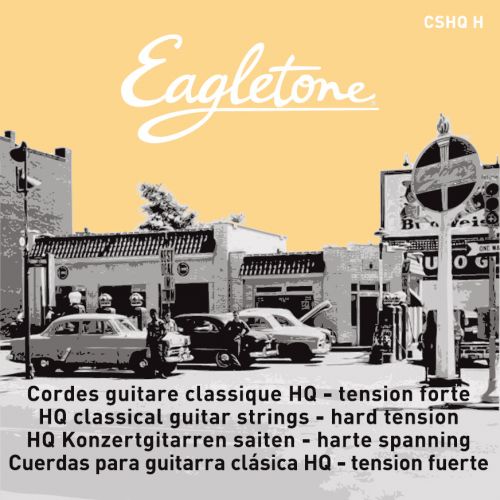 CSHQ H
Eagletone
Cordes guitare classique HQ - tension forte
HQ classical guitar strings - hard tension
HQ Konzertgitarren saiten - harte spanning
Cuerdas para guitarra clásica HQ - tension fuerte